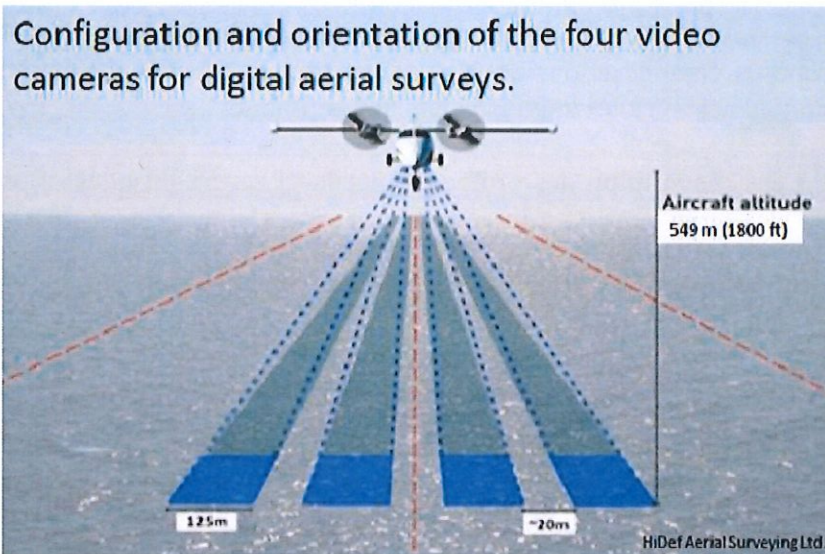 Configuration and orientation of the four video
cameras for digital aerial surveys.
Aircraft altitude
549 m (1800 ft)
125m
~20m
HiDef Aerial Surveying Ltd